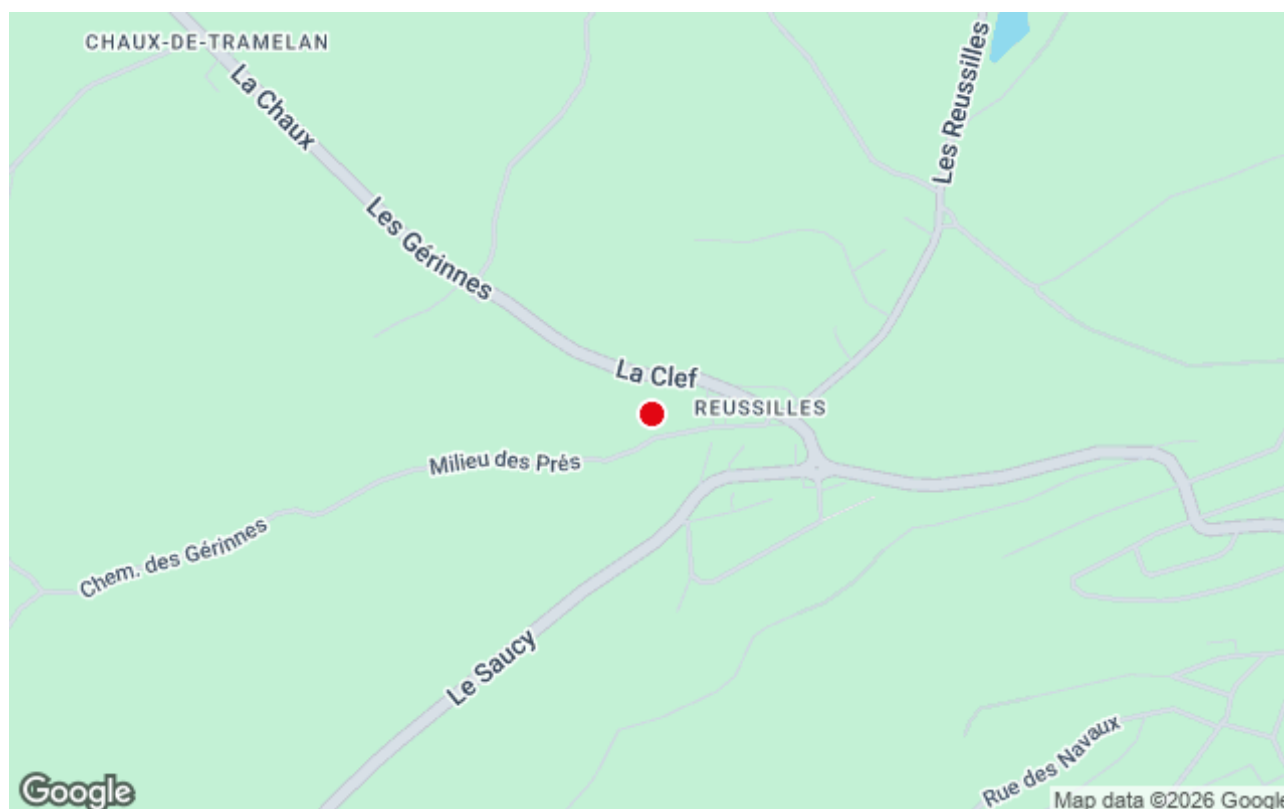 CHAUX-DE-TRAMELAN
La Chaux
Les Reussilles
Les Gérinnes
La Clef
REUSSILLES
Milieu des Prés
Chem. des Gérinnes
Le Saucy
Rue des Navaux
Google
Map data ©2026 Google